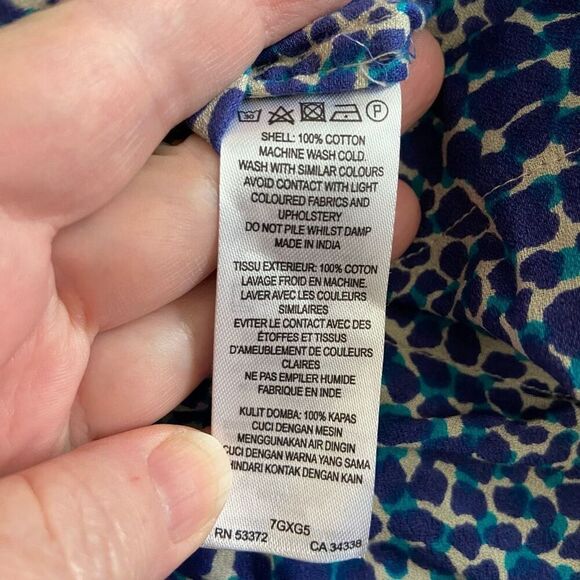 30 P
SHELL: 100% COTTON
MACHINE WASH COLD.
WASH WITH SIMILAR COLOURS
AVOID CONTACT WITH LIGHT
COLOURED FABRICS AND
UPHOLSTERY
DO NOT PILE WHILST DAMP
MADE IN INDIA
TISSU EXTERIEUR: 100% COTON
LAVAGE FROID EN MACHINE.
LAVER AVEC LES COULEURS
SIMILAIRES
EVITER LE CONTACT AVEC DES
ÉTOFFES ET TISSUS
D'AMEUBLEMENT DE COULEURS
CLAIRES
NE PAS EMPILER HUMIDE
FABRIQUE EN INDE
KULIT DOMBA: 100% KAPAS
CUCI DENGAN MESIN
MENGGUNAKAN AIR DINGIN
CUCI DENGAN WARNA YANG SAMA
HINDARI KONTAK DENGAN KAIN
7GXG5
RN 53372 CA 34338